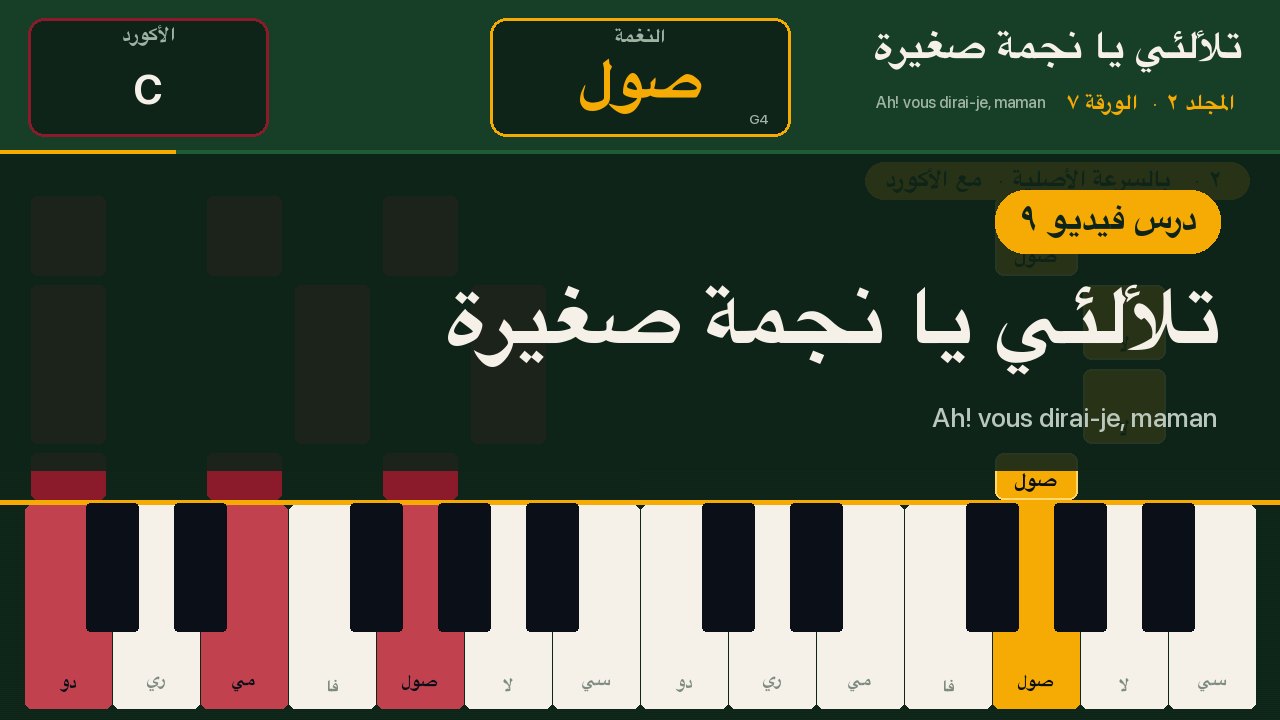 تلألئي يا نجمة صغيرة
المجلد ٢ · الورقة ٧
Ah! vous dirai-je, maman
النغمة
صول
G4
الأكورد
C
٢ · بالسرعة الأصلية · مع الأكورد
درس فيديو ٩
صول
تلألئي يا نجمة صغيرة
Ah! vous dirai-je, maman
صول
دو
ري
مي
فا
صول
لا
سي
دو
ري
مي
فا
صول
لا
سي